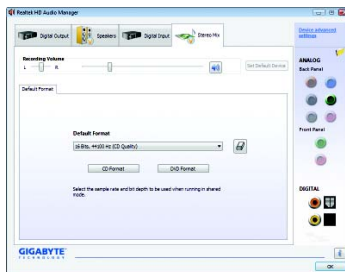 Realtek HD Audio Manager
Digital Output
Speakers
Digital Input
Stereo Mix
Device advanced settings
Recording Volume
L
R
Set Default Device
ANALOG
Back Panel
Default Format
Default Format
16 Bits, 44100 Hz (CD Quality)
CD Format
DVD Format
Select the sample rate and bit depth to be used when running in shared
mode.
Front Panel
DIGITAL
GIGABYTE
TECHNOLOGY
OK